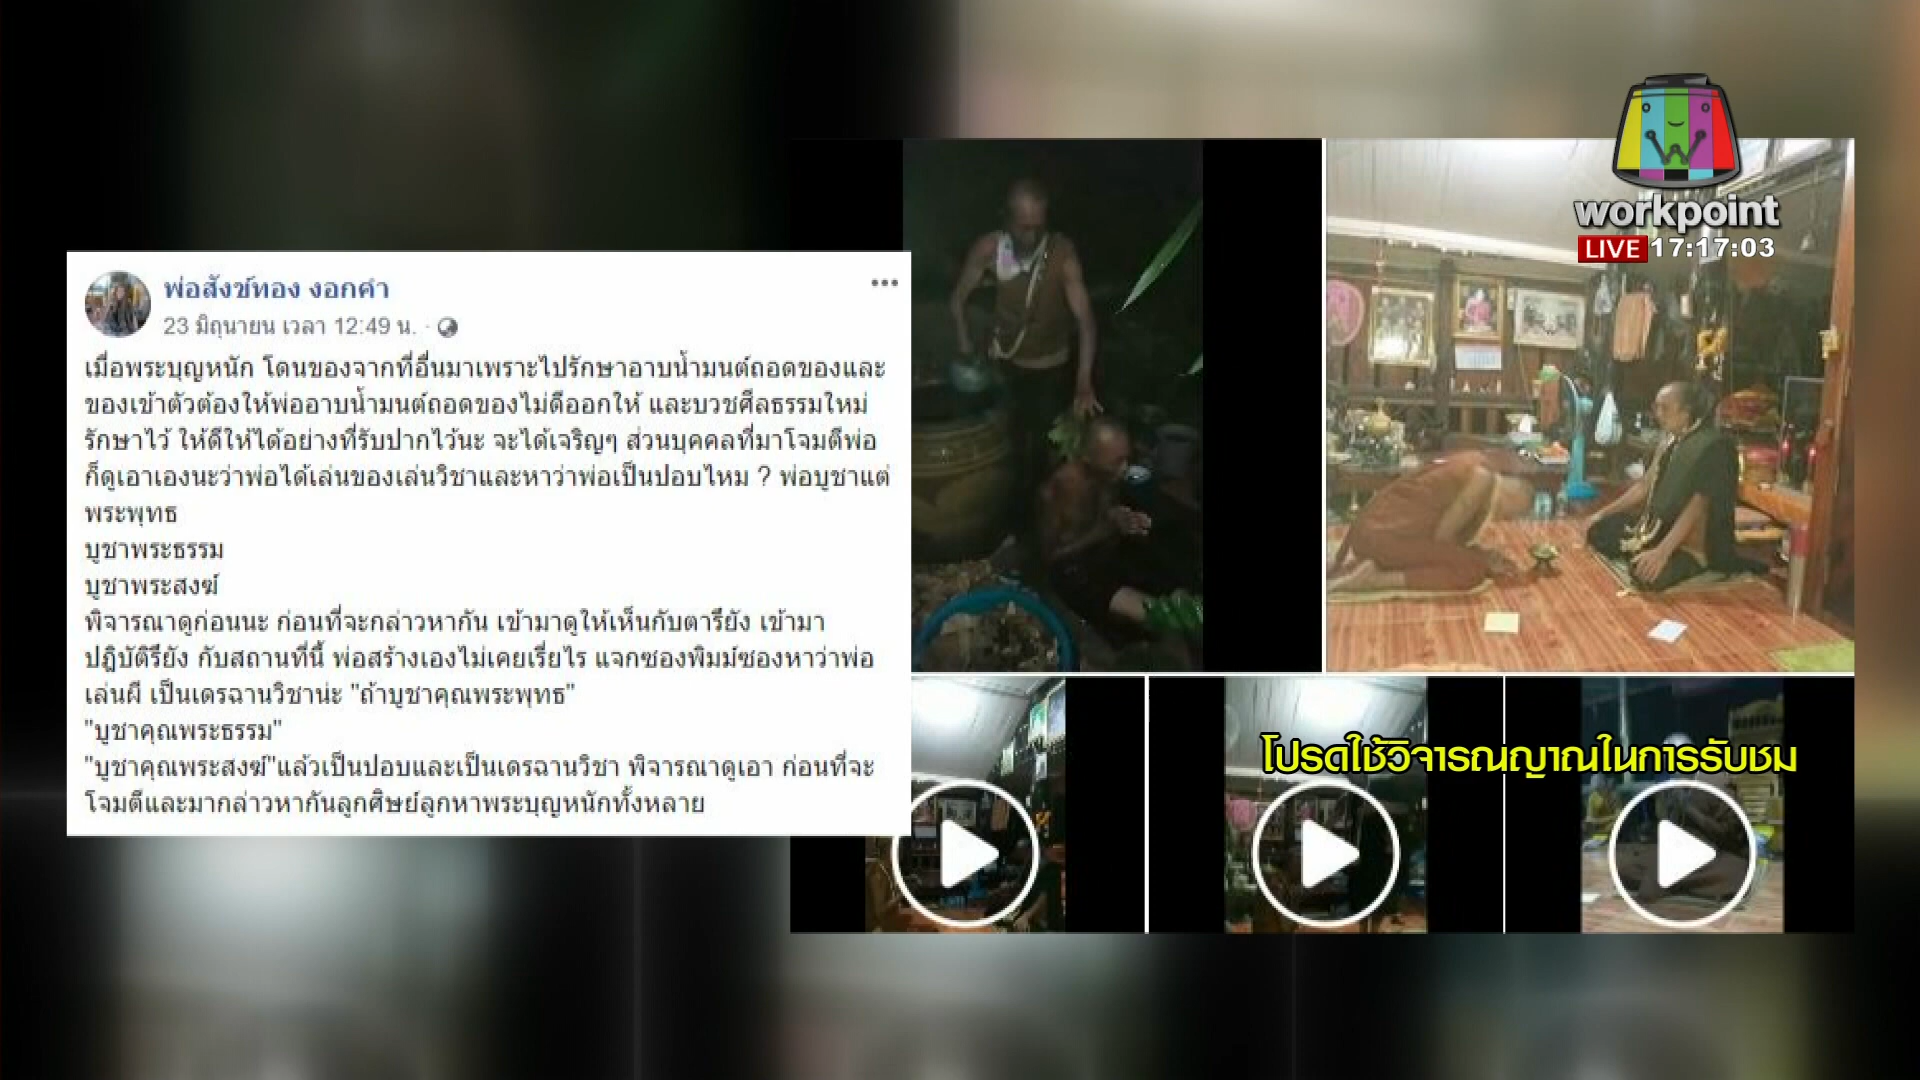 workpoint
LIVE 17:17:03
พ่อสังข์ทอง งอกคำ
23 มิถุนายน เวลา 12:49 น. ·
เมื่อพระบุญหนัก โดนของจากที่อื่นมาเพราะไปรักษาอาบน้ำมนต์ถอดของและ
ของเข้าตัวต้องให้พ่ออาบน้ำมนต์ถอดของไม่ดีออกให้ และบวชศีลธรรมใหม่
รักษาไว้ ให้ดีให้ได้อย่างที่รับปากไว้นะ จะได้เจริญๆ ส่วนบุคคลที่มาโจมตีพ่อ
ก็ดูเอาเองนะว่าพ่อได้เล่นของเล่นวิชาและหาว่าพ่อเป็นปอบไหม ? พ่อบูชาแต่
พระพุทธ
บูชาพระธรรม
บูชาพระสงฆ์
พิจารณาดูก่อนนะ ก่อนที่จะกล่าวหากัน เข้ามาดูให้เห็นกับตารึยัง เข้ามา
ปฎิบัติรึยัง กับสถานที่นี้ พ่อสร้างเองไม่เคยเรี่ยไร แจกซองพิมม์ซองหาว่าพ่อ
เล่นผี เป็นเดรฉานวิชาน่ะ "ถ้าบูชาคุณพระพุทธ"
"บูชาคุณพระธรรม"
"บูชาคุณพระสงฆ์"แล้วเป็นปอบและเป็นเดรฉานวิชา พิจารณาดูเอา ก่อนที่จะ
โจมตีและมากล่าวหากันลูกศิษย์ลูกหาพระบุญหนักทั้งหลาย
โปรดใช้วิจารณญาณในการรับชม